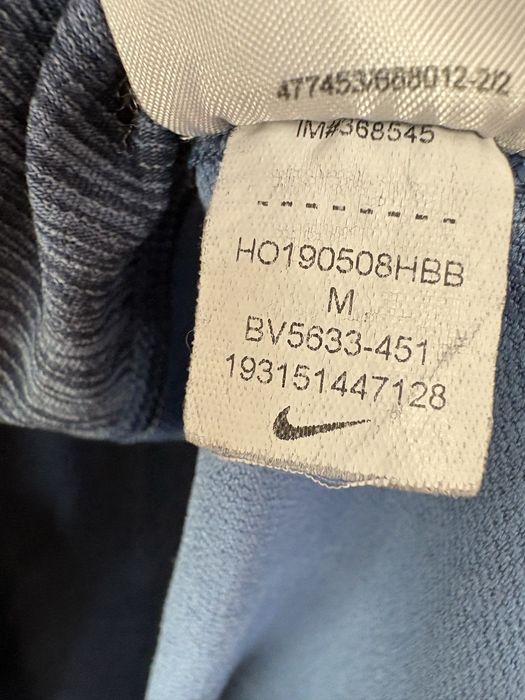 477453/688012-2/2
IM#368545
--------
HO190508HBB
M
BV5633-451
193151447128